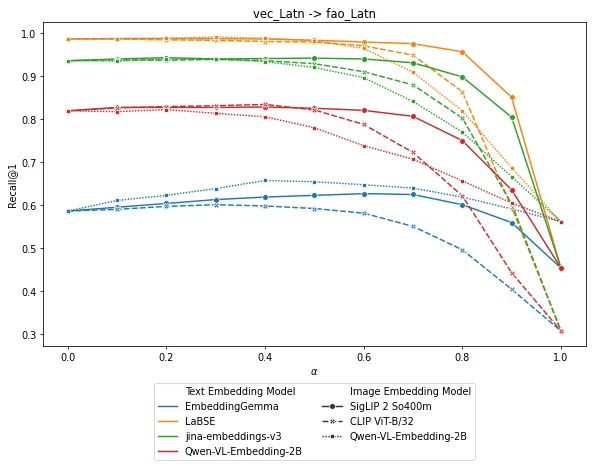 vec_Latn -> fao_Latn
Recall@1
1.0
0.9
0.8
0.7
0.6
0.5
0.4
0.3
0.0 0.2 0.4 0.6 0.8 1.0
α
Text Embedding Model Image Embedding Model
EmbeddingGemma SigLIP 2 So400m
LaBSE CLIP ViT-B/32
jina-embeddings-v3 Qwen-VL-Embedding-2B
Qwen-VL-Embedding-2B